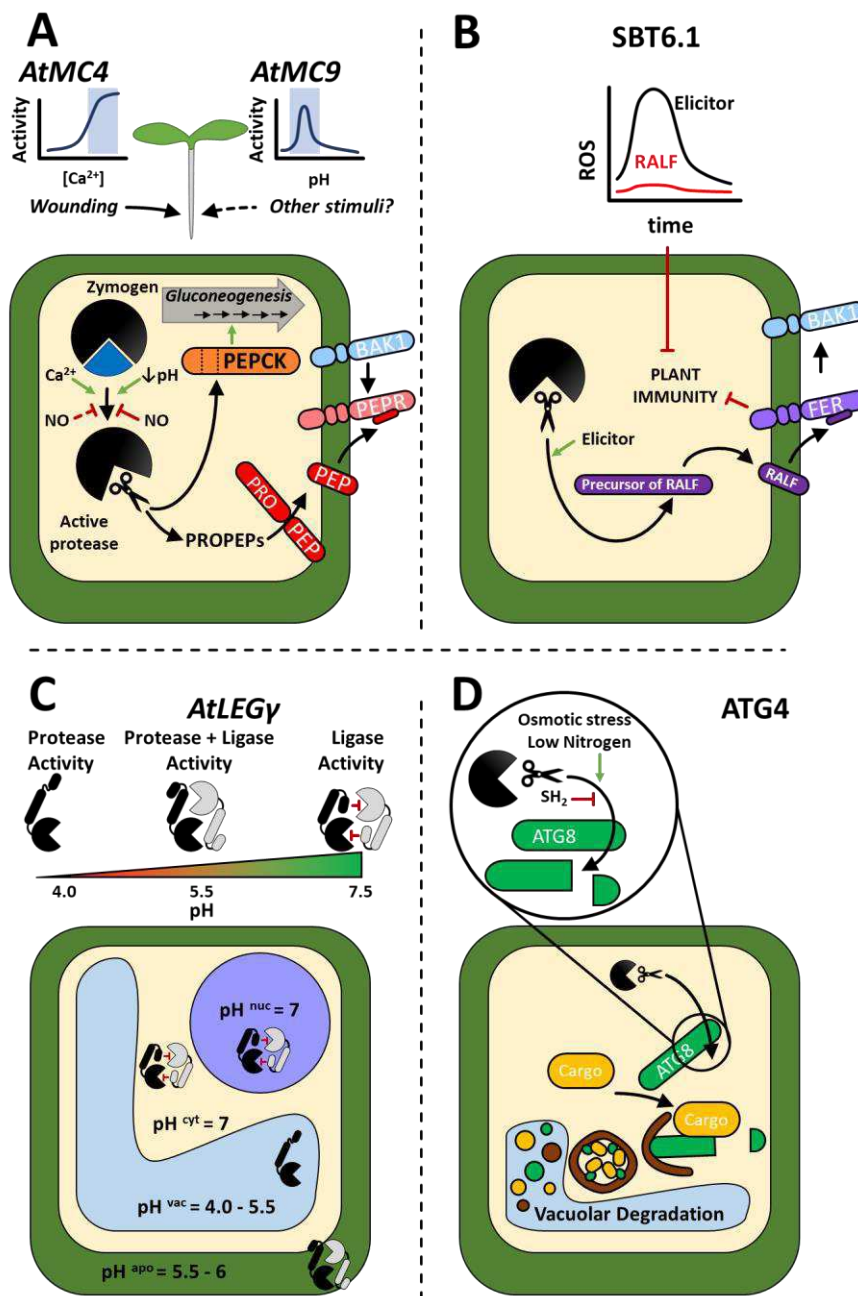 A
AtMC4
AtMC9
Activity
[Ca²⁺]
Activity
pH
Wounding
Other stimuli?
Zymogen
Gluconeogenesis
Ca²⁺
↓pH
NO
NO
PEPCK
BAK1
PEPR
Active
protease
PROPEPs
PRO
PEP
PEP
B
SBT6.1
ROS
Elicitor
RALF
time
BAK1
PLANT
IMMUNITY
FER
Elicitor
Precursor of RALF
RALF
C
AtLEGγ
Protease
Activity
Protease + Ligase
Activity
Ligase
Activity
4.0
5.5
7.5
pH
pH nuc = 7
pH cyt = 7
pH vac = 4.0 - 5.5
pH apo = 5.5 - 6
D
ATG4
Osmotic stress
Low Nitrogen
SH₂
ATG8
ATG8
Cargo
Cargo
Vacuolar Degradation